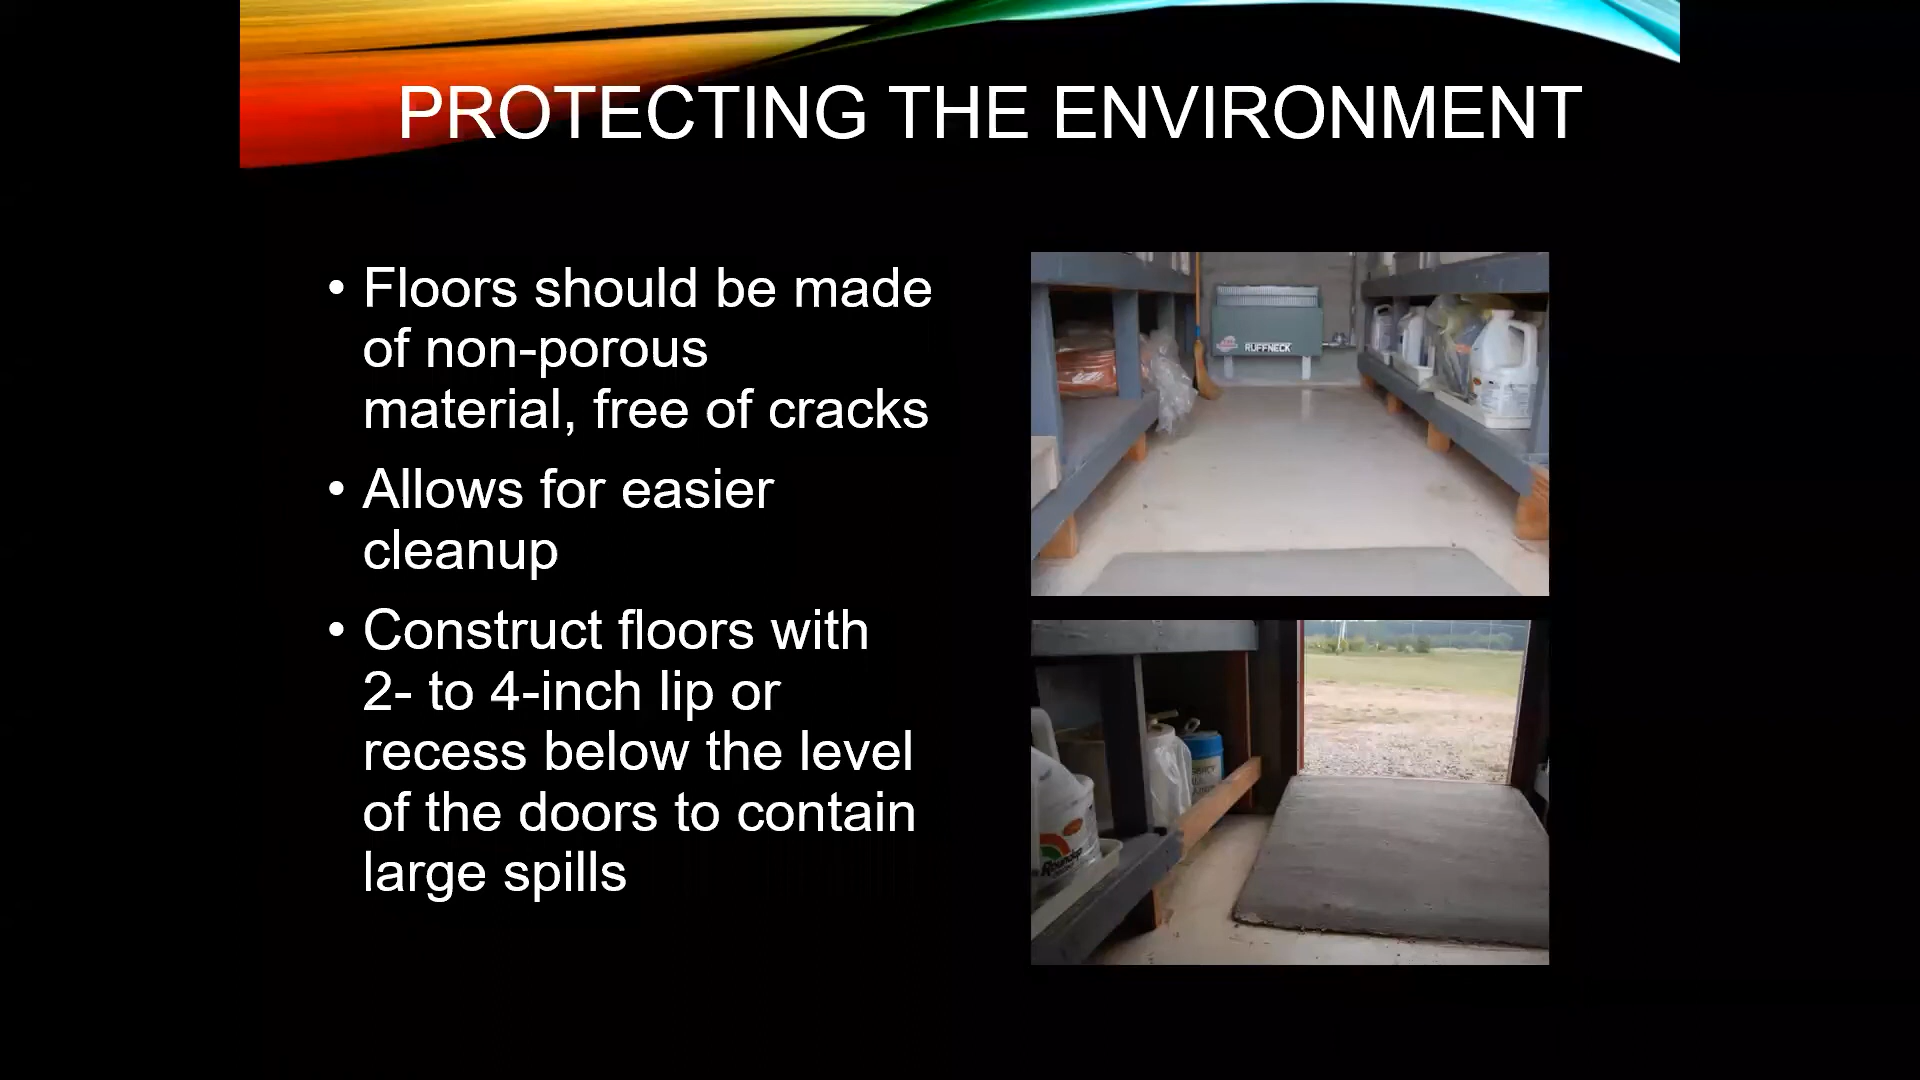 PROTECTING THE ENVIRONMENT
• Floors should be made
of non-porous
material, free of cracks
• Allows for easier
cleanup
• Construct floors with
2- to 4-inch lip or
recess below the level
of the doors to contain
large spills
RUFFNECK
Roundup